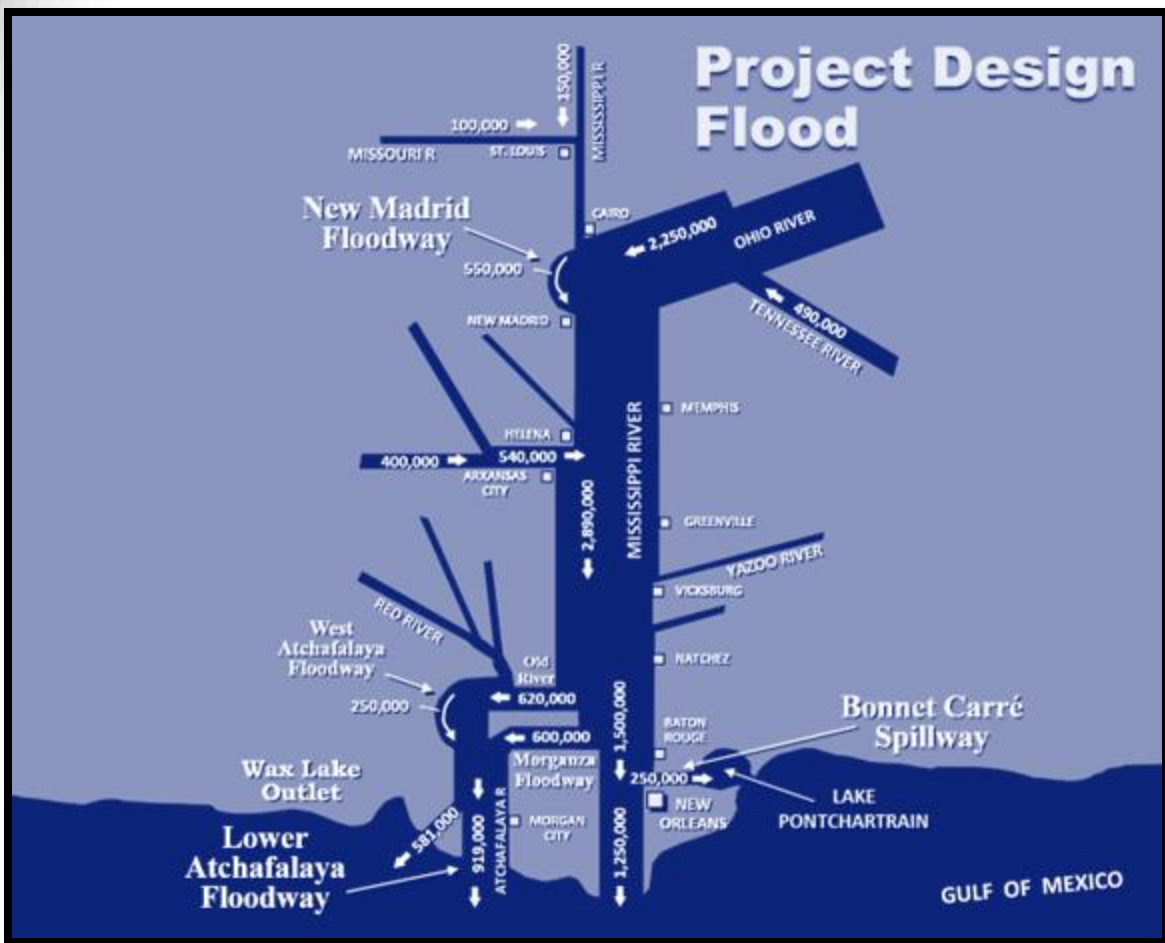 Project Design
Flood
150,000
MISSISSIPPI R
100,000
MISSOURI R
ST. LOUIS
New Madrid
Floodway
CAIRO
2,250,000
OHIO RIVER
550,000
490,000
TENNESSEE RIVER
NEW MADRID
MEMPHIS
MISSISSIPPI RIVER
HELENA
400,000
540,000
ARKANSAS
CITY
2,890,000
GREENVILLE
YAZOO RIVER
VICKSBURG
RED RIVER
West
Atchafalaya
Floodway
Old
River
NATCHEZ
250,000
620,000
1,500,000
Bonnet Carré
Spillway
BATON
ROUGE
600,000
Morganza
Floodway
Wax Lake
Outlet
250,000
NEW
ORLEANS
LAKE
PONTCHARTRAIN
581,000
919,000
ATCHAFALAYA R
MORGAN
CITY
1,250,000
Lower
Atchafalaya
Floodway
GULF OF MEXICO